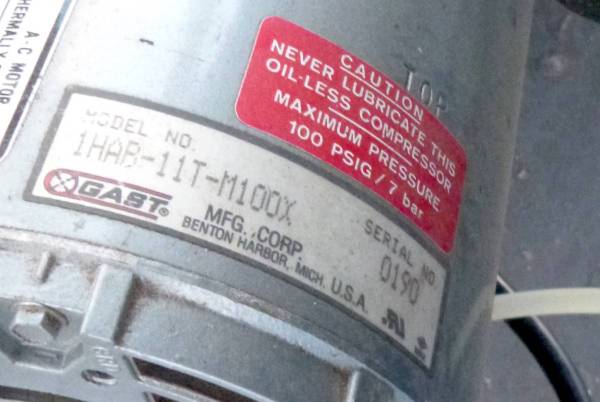 A-C MOTOR
THERMALLY
TOP
CAUTION
NEVER LUBRICATE THIS
OIL-LESS COMPRESSOR
MAXIMUM PRESSURE
100 PSIG / 7 bar
MODEL NO.
1HAB-11T-M100X
GAST®
SERIAL NO.
0190
MFG. CORP.
BENTON HARBOR, MICH. U.S.A.